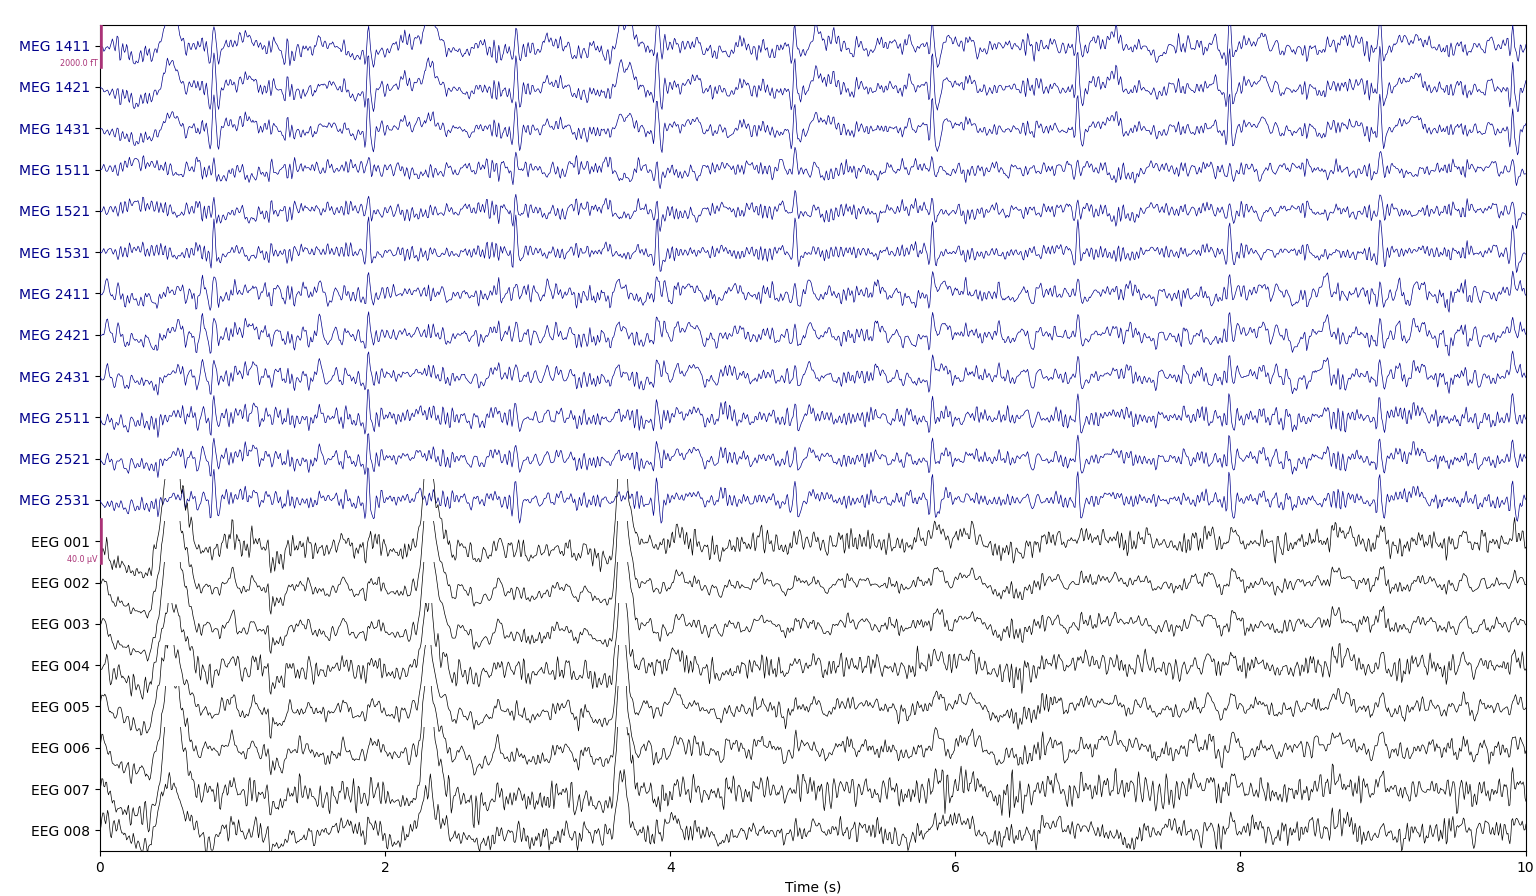 MEG 1411
2000.0 fT
MEG 1421
MEG 1431
MEG 1511
MEG 1521
MEG 1531
MEG 2411
MEG 2421
MEG 2431
MEG 2511
MEG 2521
MEG 2531
EEG 001
40.0 µV
EEG 002
EEG 003
EEG 004
EEG 005
EEG 006
EEG 007
EEG 008
0 2 4 6 8 10
Time (s)